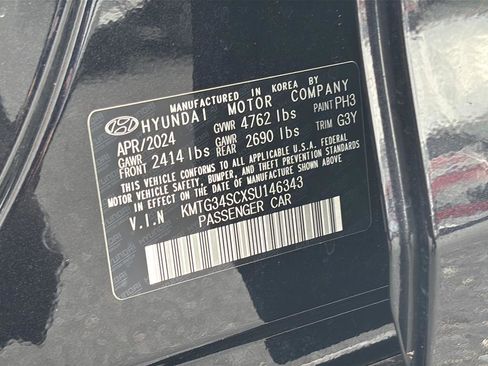 MANUFACTURED IN KOREA BY
HYUNDAI MOTOR COMPANY
APR/2024 GVWR 4762 lbs PAINT PH3
GAWR FRONT 2414 lbs GAWR REAR 2690 lbs TRIM G3Y
THIS VEHICLE CONFORMS TO ALL APPLICABLE FEDERAL
MOTOR VEHICLE SAFETY, BUMPER, AND THEFT PREVENTION STANDARDS
IN EFFECT ON THE DATE OF MANUFACTURE SHOWN ABOVE.
V.I.N KMTG34SCXSU146343
PASSENGER CAR